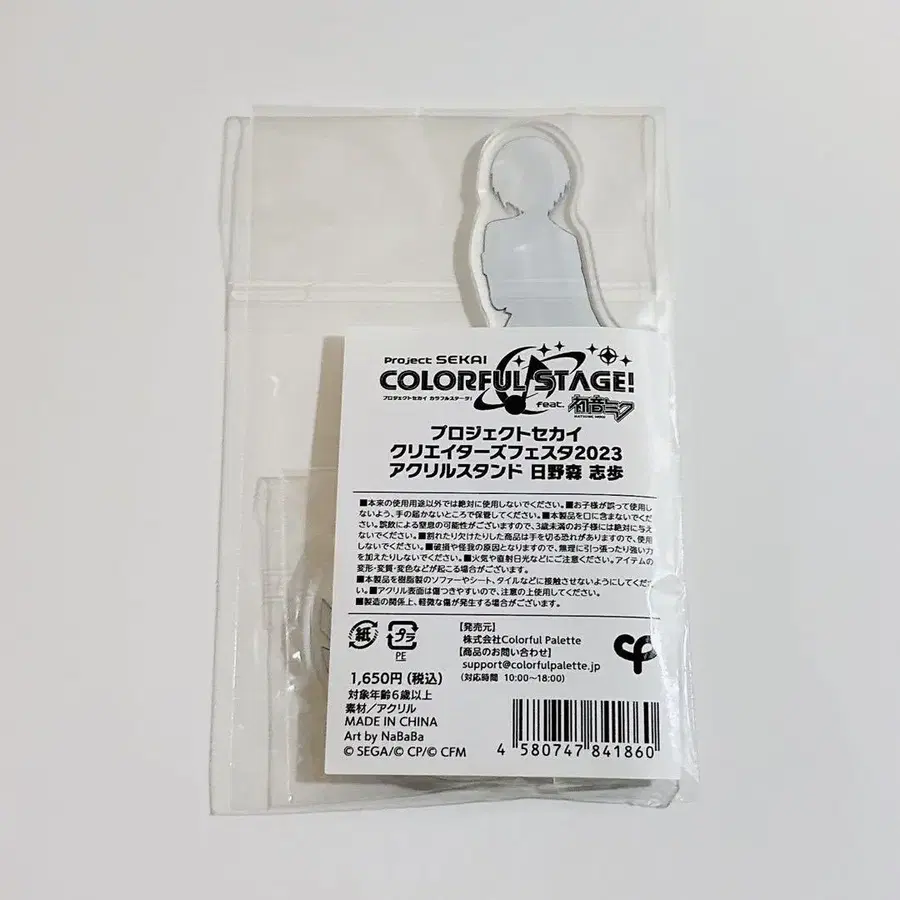 Project SEKAI
COLORFUL STAGE!
プロジェクトセカイ カラフルステージ!
feat. 初音ミク
HATSUNE MIKU
プロジェクトセカイ
クリエイターズフェスタ2023
アクリルスタンド 日野森 志歩
■本来の使用用途以外では絶対に使用しないでください。■お子様が誤って使用し
ないよう、手の届かないところで保管してください。■本製品を口に含まないでくだ
さい。誤飲による窒息の可能性がございますので、3歳未満のお子様には絶対に与え
ないでください。■割れたり欠けたりした商品は手を切る恐れがありますので、使用
しないでください。■破損や怪我の原因となりますので、無理に引っ張ったり強い力
を加えたりしないでください。■火気や直射日光などにご注意ください。アイテムの
変形・変質・変色などが起こる場合がございます。
■本製品を樹脂製のソファーやシート、タイルなどに接触させないようにしてくださ
い。■アクリル表面は傷つきやすいので、注意の上使用してください。
■製造の関係上、軽微な傷が発生する場合がございます。
紙 プラ
PE
【発売元】
株式会社Colorful Palette
【商品のお問い合わせ】
support@colorfulpalette.jp
(対応時間 10:00~18:00)
1,650円(税込)
対象年齢6歳以上
素材/アクリル
MADE IN CHINA
Art by NaBaBa
© SEGA/© CP/© CFM
4 580747 841860